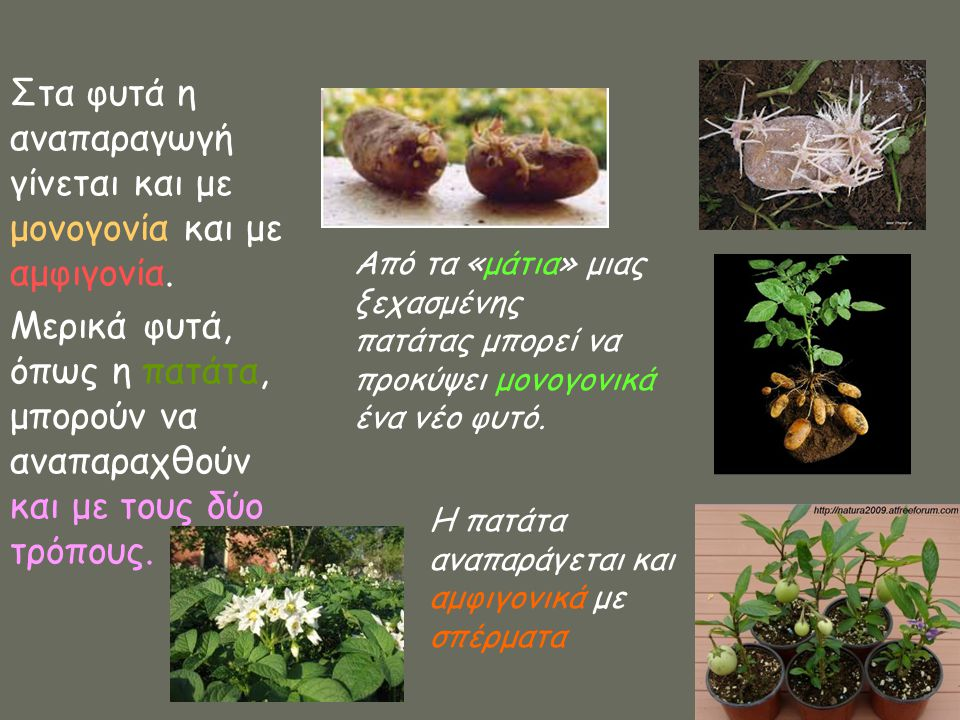 Στα φυτά η
αναπαραγωγή
γίνεται και με
μονογονία και με
αμφιγονία.
Μερικά φυτά,
όπως η πατάτα,
μπορούν να
αναπαραχθούν
και με τους δύο
τρόπους.
Από τα «μάτια» μιας
ξεχασμένης
πατάτας μπορεί να
προκύψει μονογονικά
ένα νέο φυτό.
Η πατάτα
αναπαράγεται και
αμφιγονικά με
σπέρματα
http://natura2009.atfreeforum.com